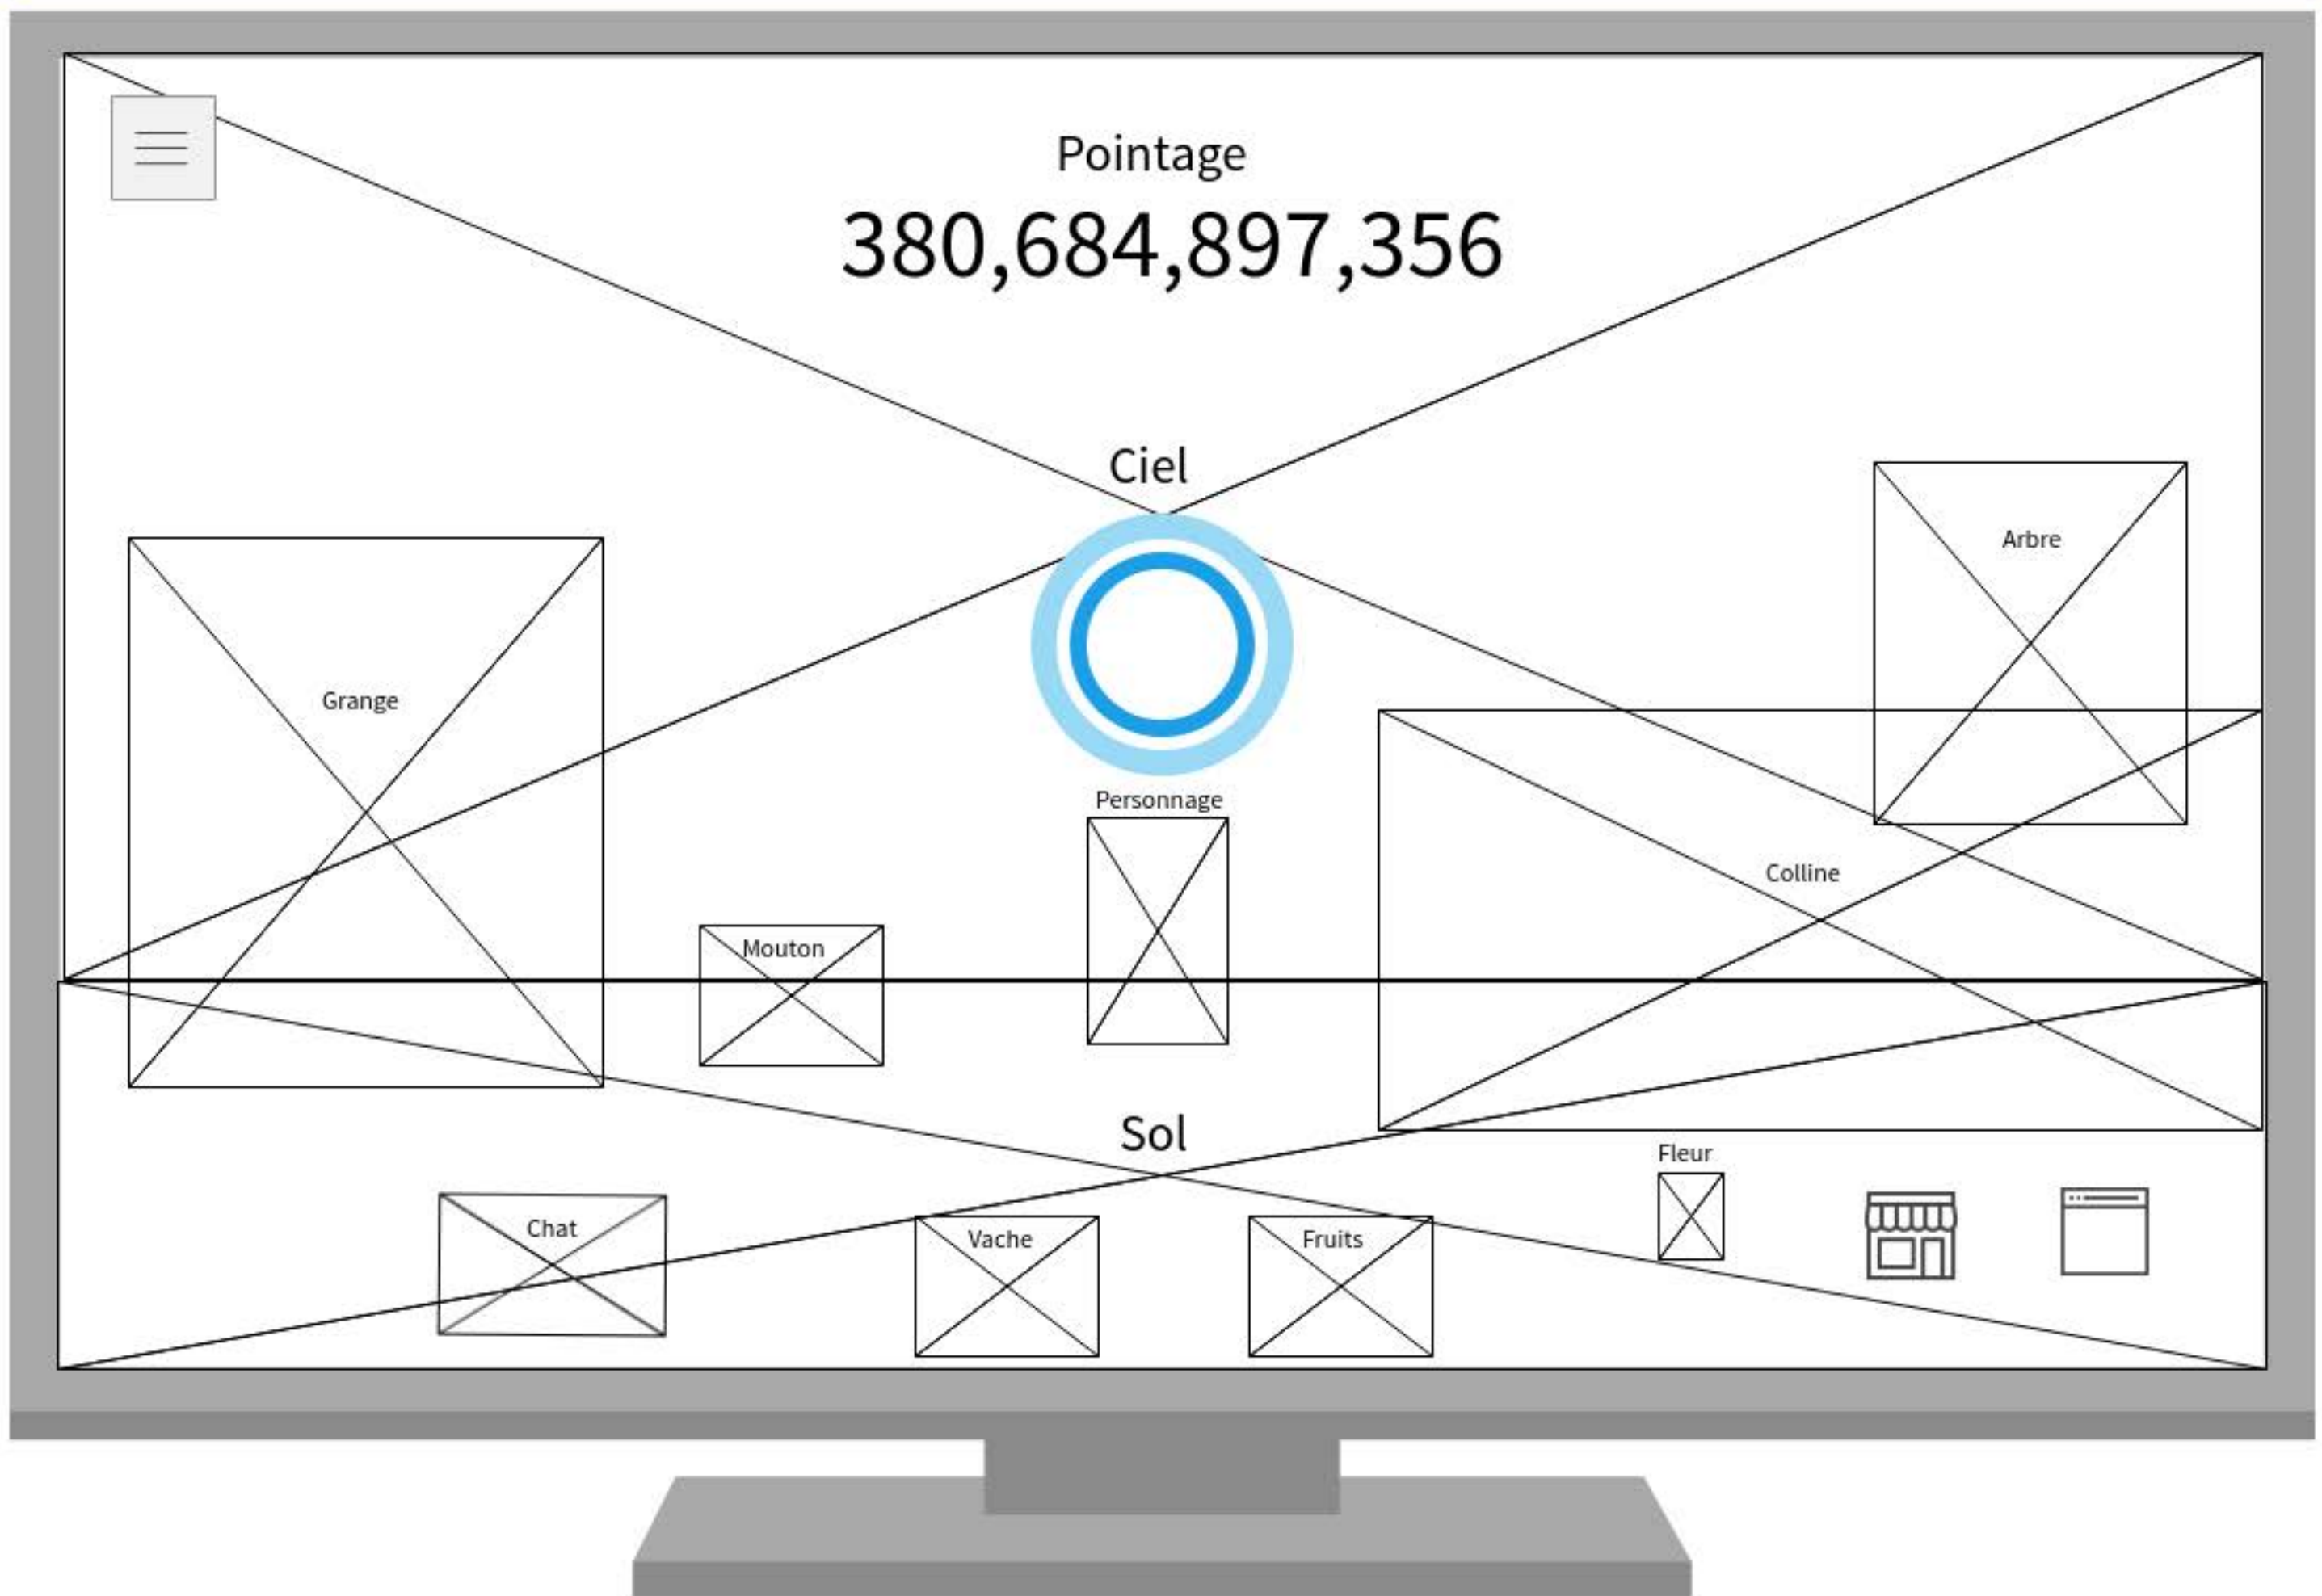 Pointage
380,684,897,356
Ciel
Arbre
Grange
Personnage
Colline
Mouton
Sol
Fleur
Chat
Vache
Fruits